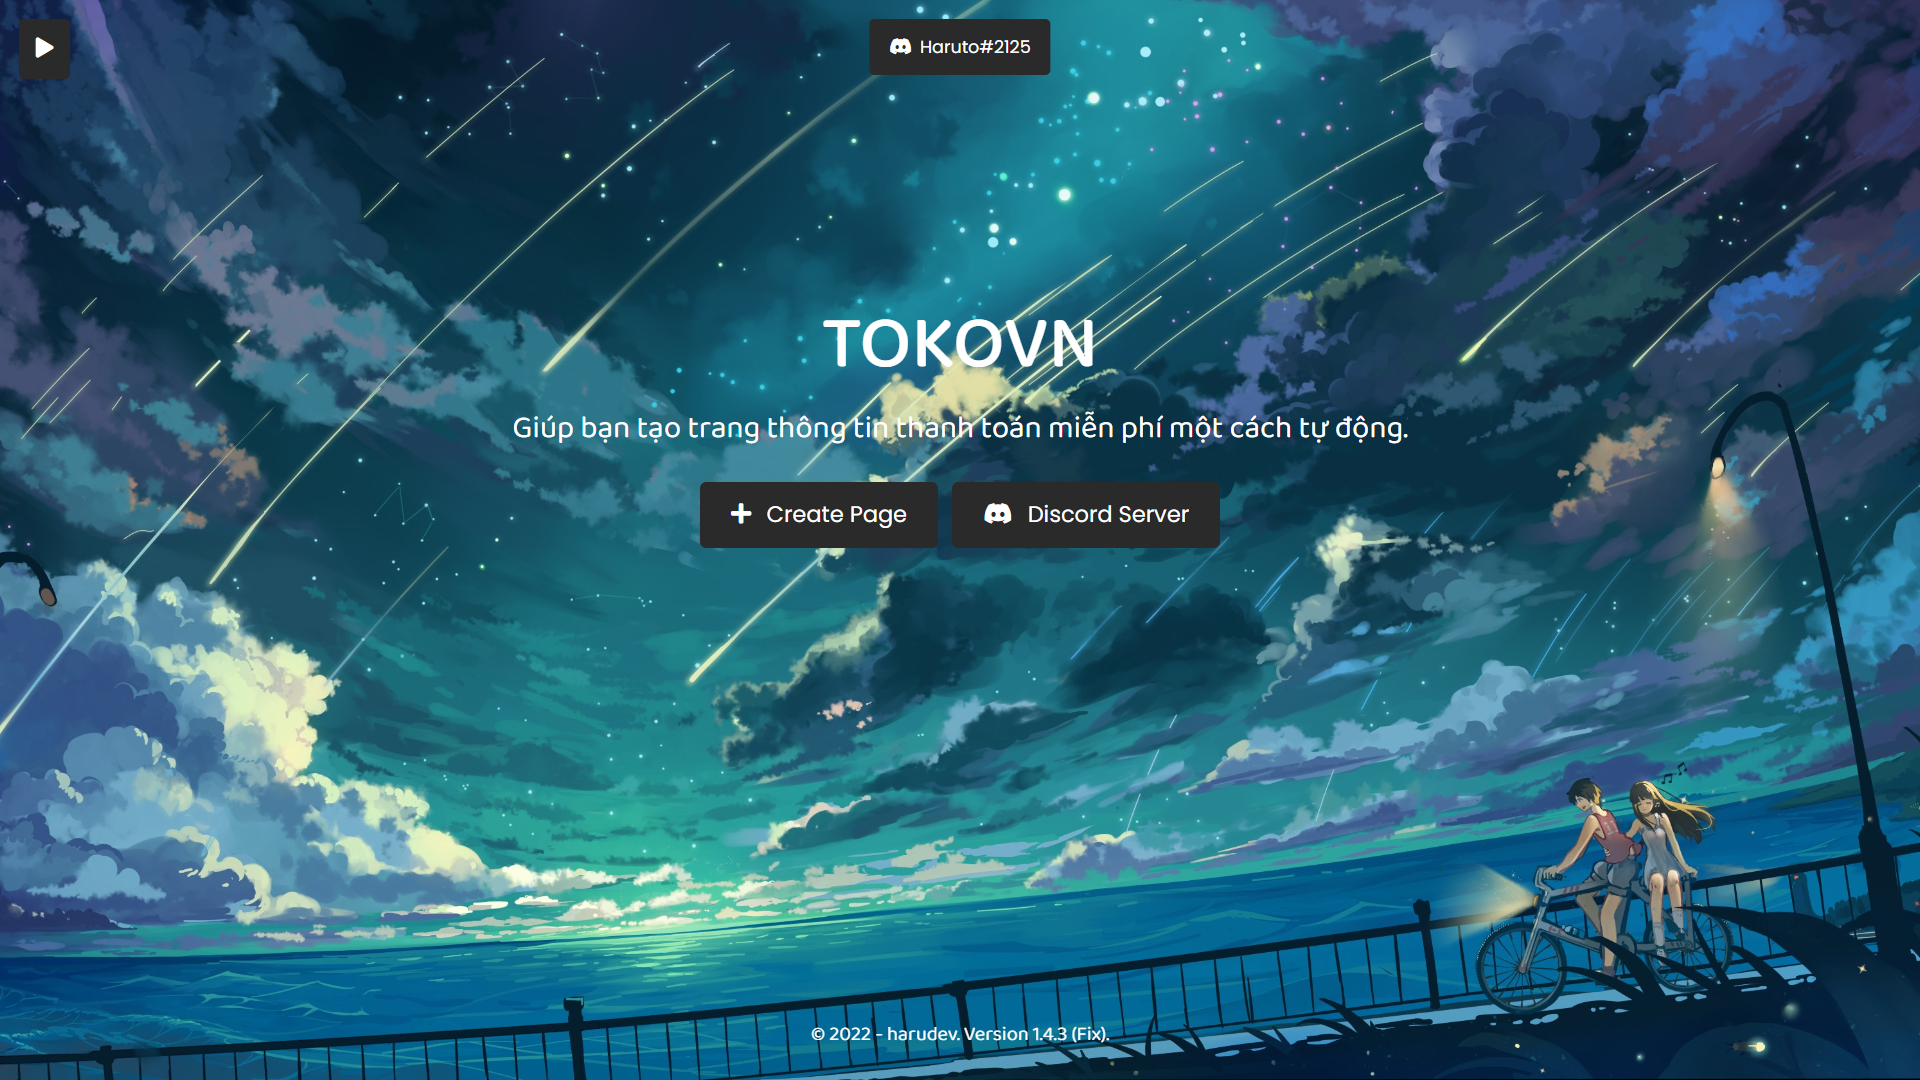 Haruto#2125
TOKOVN
Giúp bạn tạo trang thông tin thanh toán miễn phí một cách tự động.
Create Page
Discord Server
© 2022 - harudev. Version 1.4.3 (Fix).